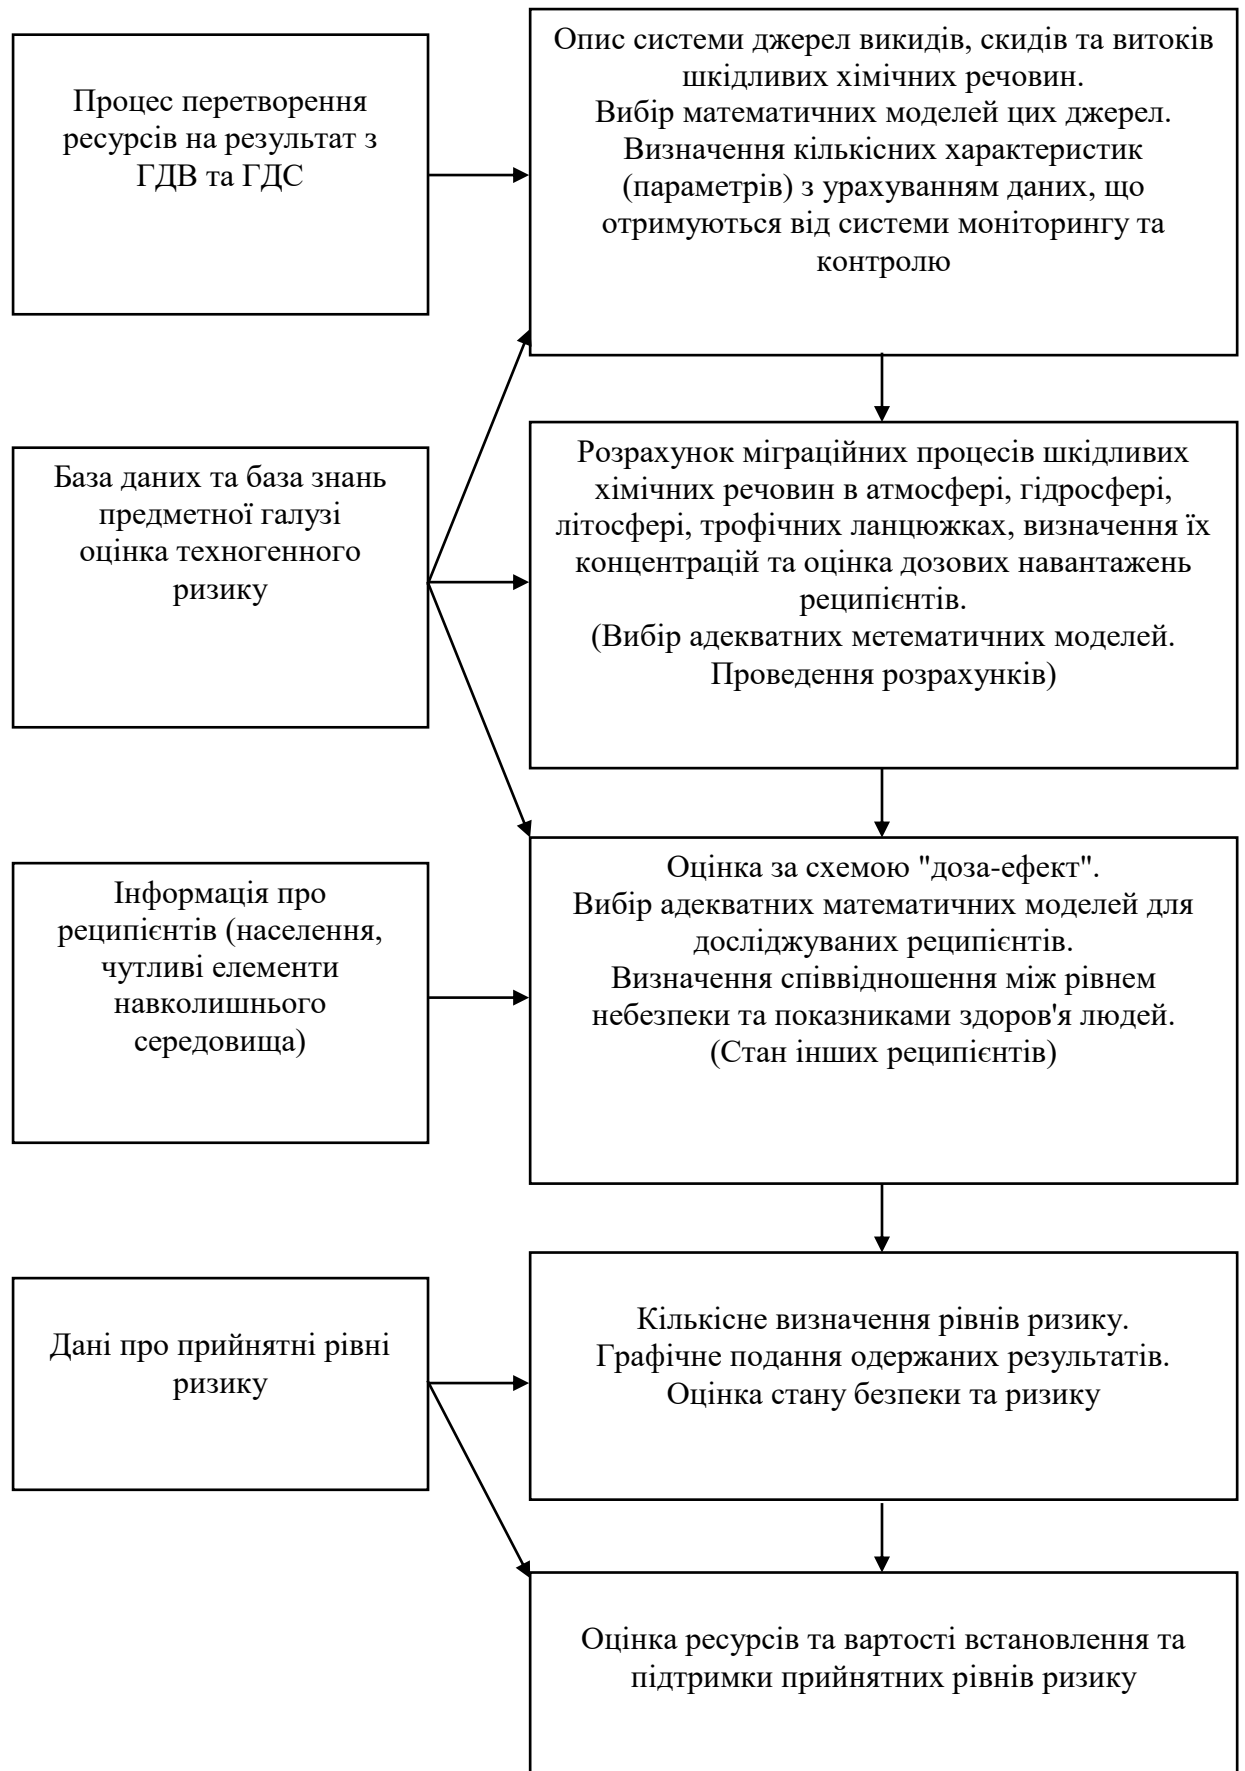 Процес перетворення
ресурсів на результат з
ГДВ та ГДС
Опис системи джерел викидів, скидів та витоків
шкідливих хімічних речовин.
Вибір математичних моделей цих джерел.
Визначення кількісних характеристик
(параметрів) з урахуванням даних, що
отримуються від системи моніторингу та
контролю
База даних та база знань
предметної галузі
оцінка техногенного
ризику
Розрахунок міграційних процесів шкідливих
хімічних речовин в атмосфері, гідросфері,
літосфері, трофічних ланцюжках, визначення їх
концентрацій та оцінка дозових навантажень
реципієнтів.
(Вибір адекватних метематичних моделей.
Проведення розрахунків)
Інформація про
реципієнтів (населення,
чутливі елементи
навколишнього
середовища)
Оцінка за схемою "доза-ефект".
Вибір адекватних математичних моделей для
досліджуваних реципієнтів.
Визначення співвідношення між рівнем
небезпеки та показниками здоров'я людей.
(Стан інших реципієнтів)
Дані про прийнятні рівні
ризику
Кількісне визначення рівнів ризику.
Графічне подання одержаних результатів.
Оцінка стану безпеки та ризику
Оцінка ресурсів та вартості встановлення та
підтримки прийнятних рівнів ризику